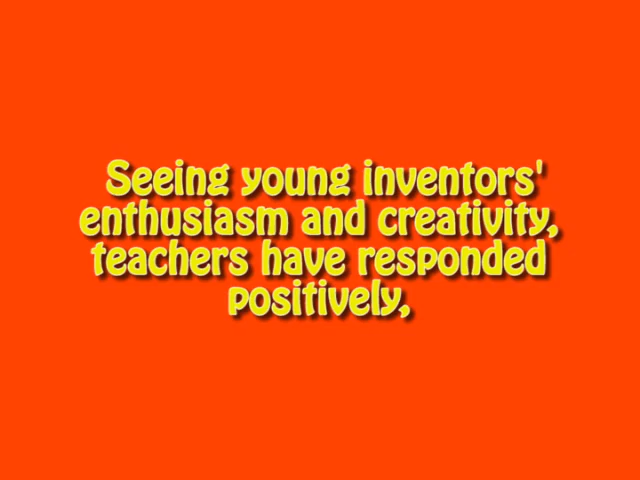 Seeing young inventors'
enthusiasm and creativity,
teachers have responded
positively,